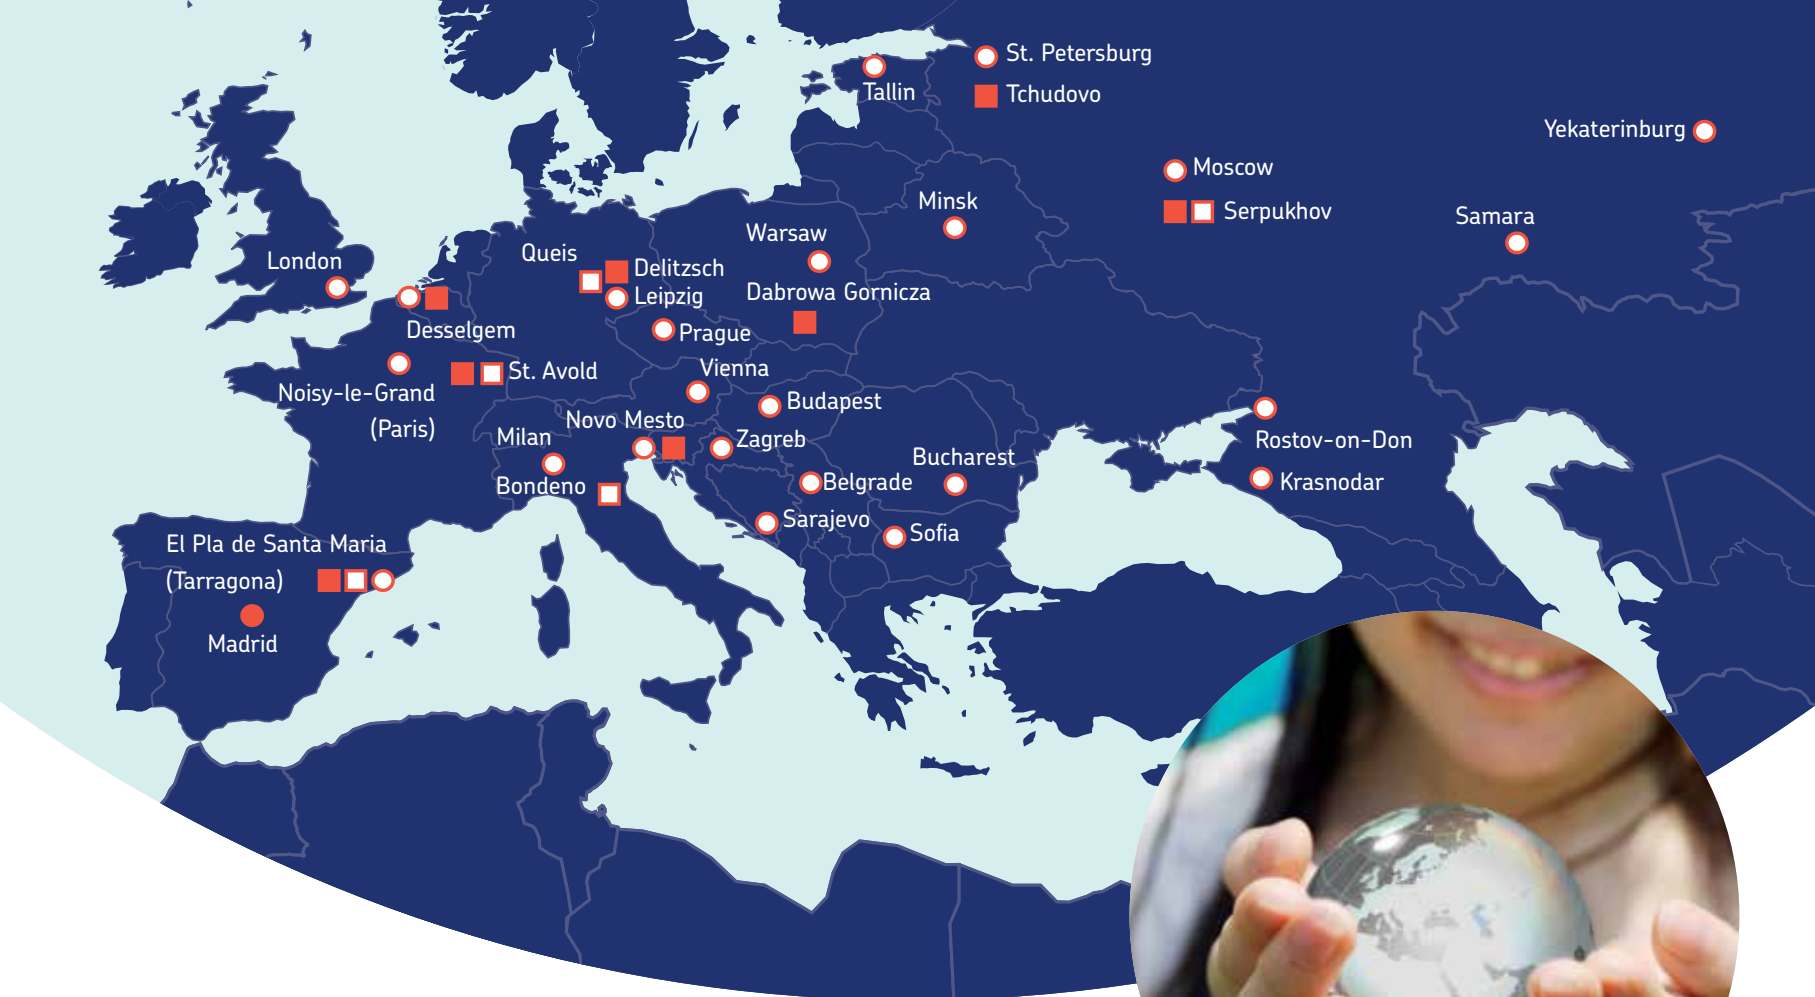 St. Petersburg
Tallin
Tchudovo
Yekaterinburg
Moscow
Minsk
Serpukhov
Samara
Warsaw
Queis
London
Delitzsch
Dabrowa Gornicza
Leipzig
Desselgem
Prague
Vienna
St. Avold
Noisy-le-Grand
(Paris)
Budapest
Novo Mesto
Milan
Zagreb
Rostov-on-Don
Bucharest
Bondeno
Belgrade
Krasnodar
Sarajevo
Sofia
El Pla de Santa Maria
(Tarragona)
Madrid